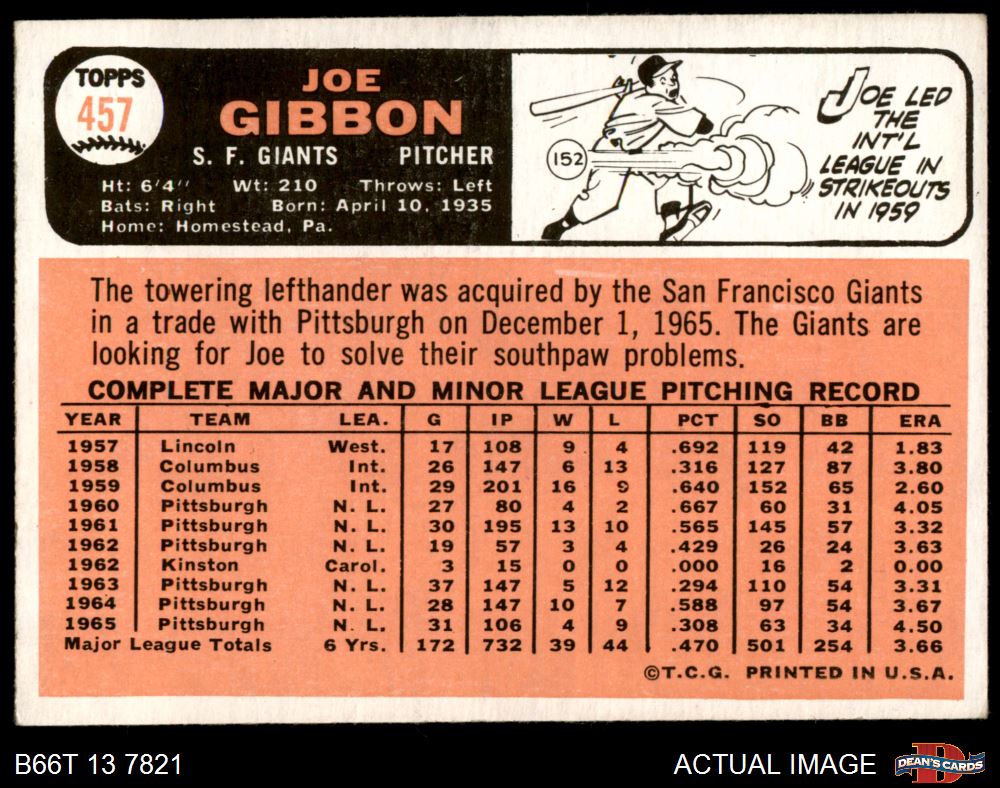 TOPPS
457
JOE
GIBBON
S. F. GIANTS PITCHER
Ht: 6'4" Wt: 210 Throws: Left
Bats: Right Born: April 10, 1935
Home: Homestead, Pa.
152
JOE LED
THE
INT'L
LEAGUE IN
STRIKEOUTS
IN 1959
The towering lefthander was acquired by the San Francisco Giants
in a trade with Pittsburgh on December 1, 1965. The Giants are
looking for Joe to solve their southpaw problems.
COMPLETE MAJOR AND MINOR LEAGUE PITCHING RECORD
YEAR TEAM LEA. G IP W L PCT SO BB ERA
1957 Lincoln West. 17 108 9 4 .692 119 42 1.83
1958 Columbus Int. 26 147 6 13 .316 127 87 3.80
1959 Columbus Int. 29 201 16 9 .640 152 65 2.60
1960 Pittsburgh N. L. 27 80 4 2 .667 60 31 4.05
1961 Pittsburgh N. L. 30 195 13 10 .565 145 57 3.32
1962 Pittsburgh N. L. 19 57 3 4 .429 26 24 3.63
1962 Kinston Carol. 3 15 0 0 .000 16 2 0.00
1963 Pittsburgh N. L. 37 147 5 12 .294 110 54 3.31
1964 Pittsburgh N. L. 28 147 10 7 .588 97 54 3.67
1965 Pittsburgh N. L. 31 106 4 9 .308 63 34 4.50
Major League Totals 6 Yrs. 172 732 39 44 .470 501 254 3.66
©T.C.G. PRINTED IN U.S.A.
B66T 13 7821 ACTUAL IMAGE
D
DEAN'S CARDS